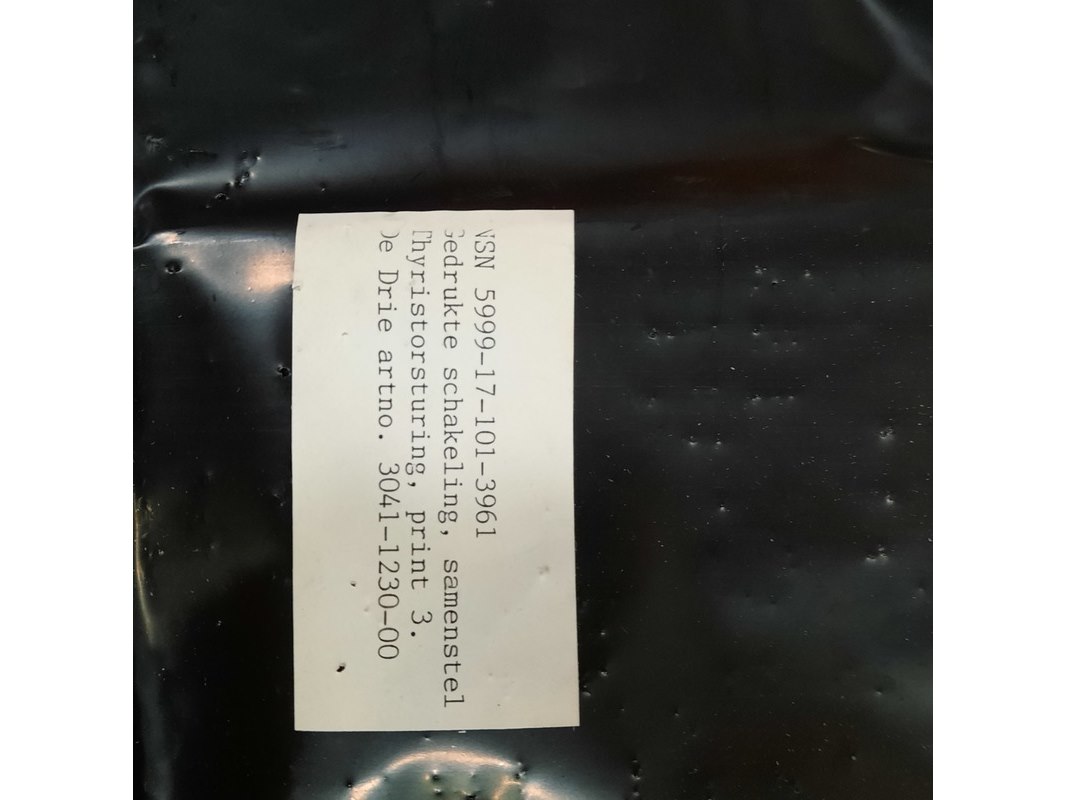 NSN 5999-17-101-3961
Gedrukte schakeling, samenstel
Thyristorsturing, print 3.
De Drie artno. 3041-1230-00